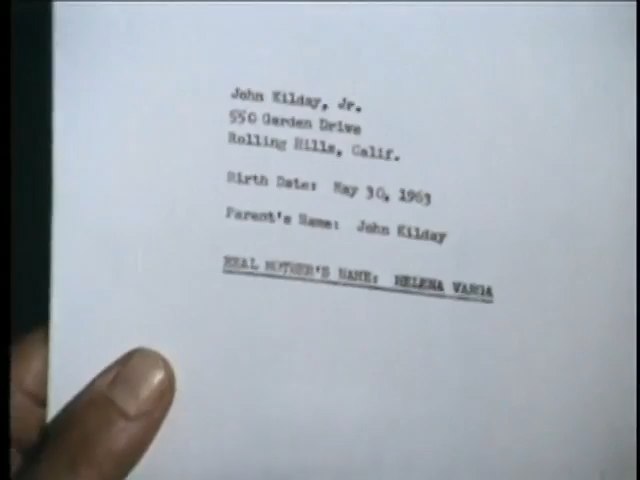 John Kilday, Jr.
550 Garden Drive
Rolling Hills, Calif.
Birth Date: May 30, 1963
Parent's Name: John Kilday
REAL MOTHER'S NAME: HELENA VARGA